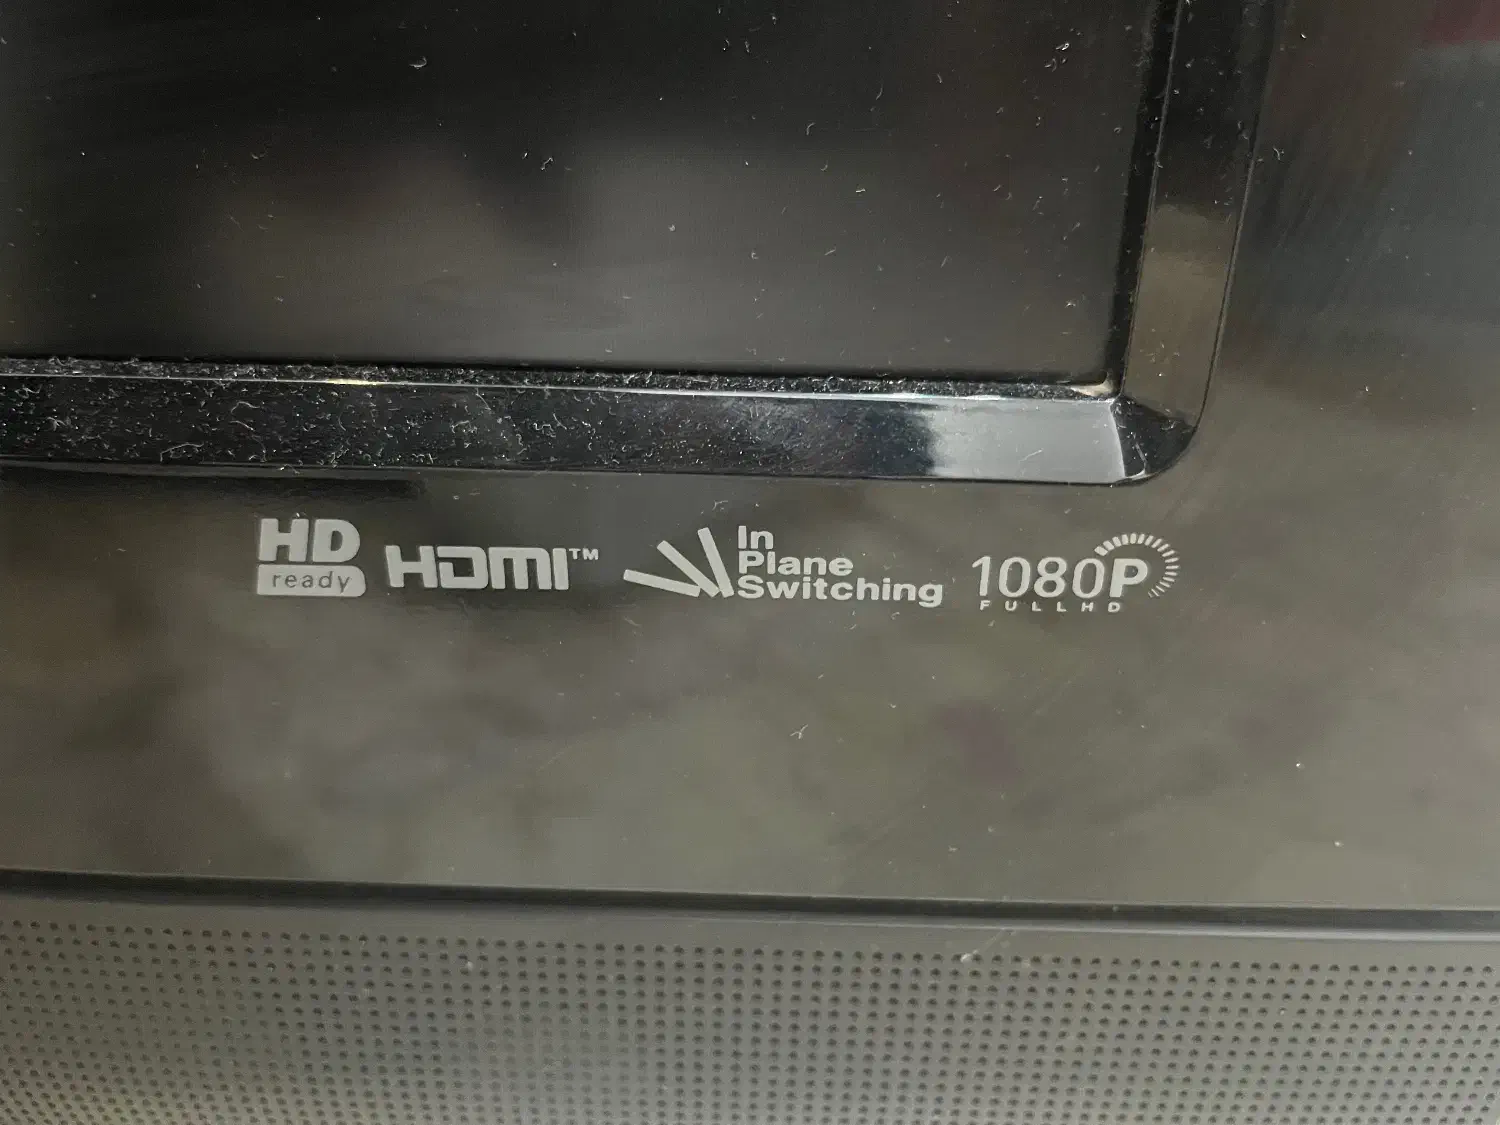 HD
ready
HDMI™
In
Plane
Switching
1080P
FULL HD